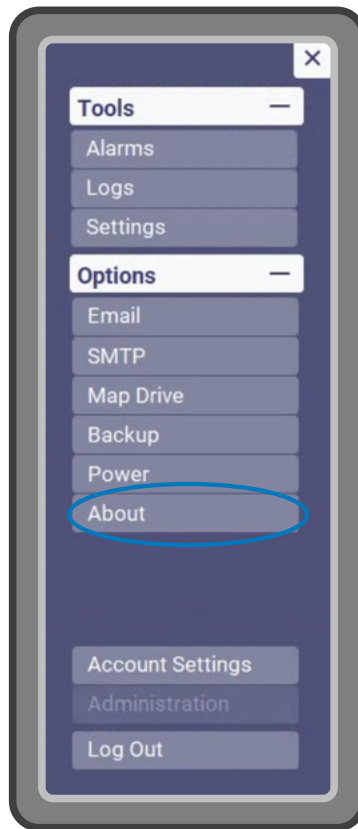 ×
Tools —
Alarms
Logs
Settings
Options —
Email
SMTP
Map Drive
Backup
Power
About
Account Settings
Administration
Log Out